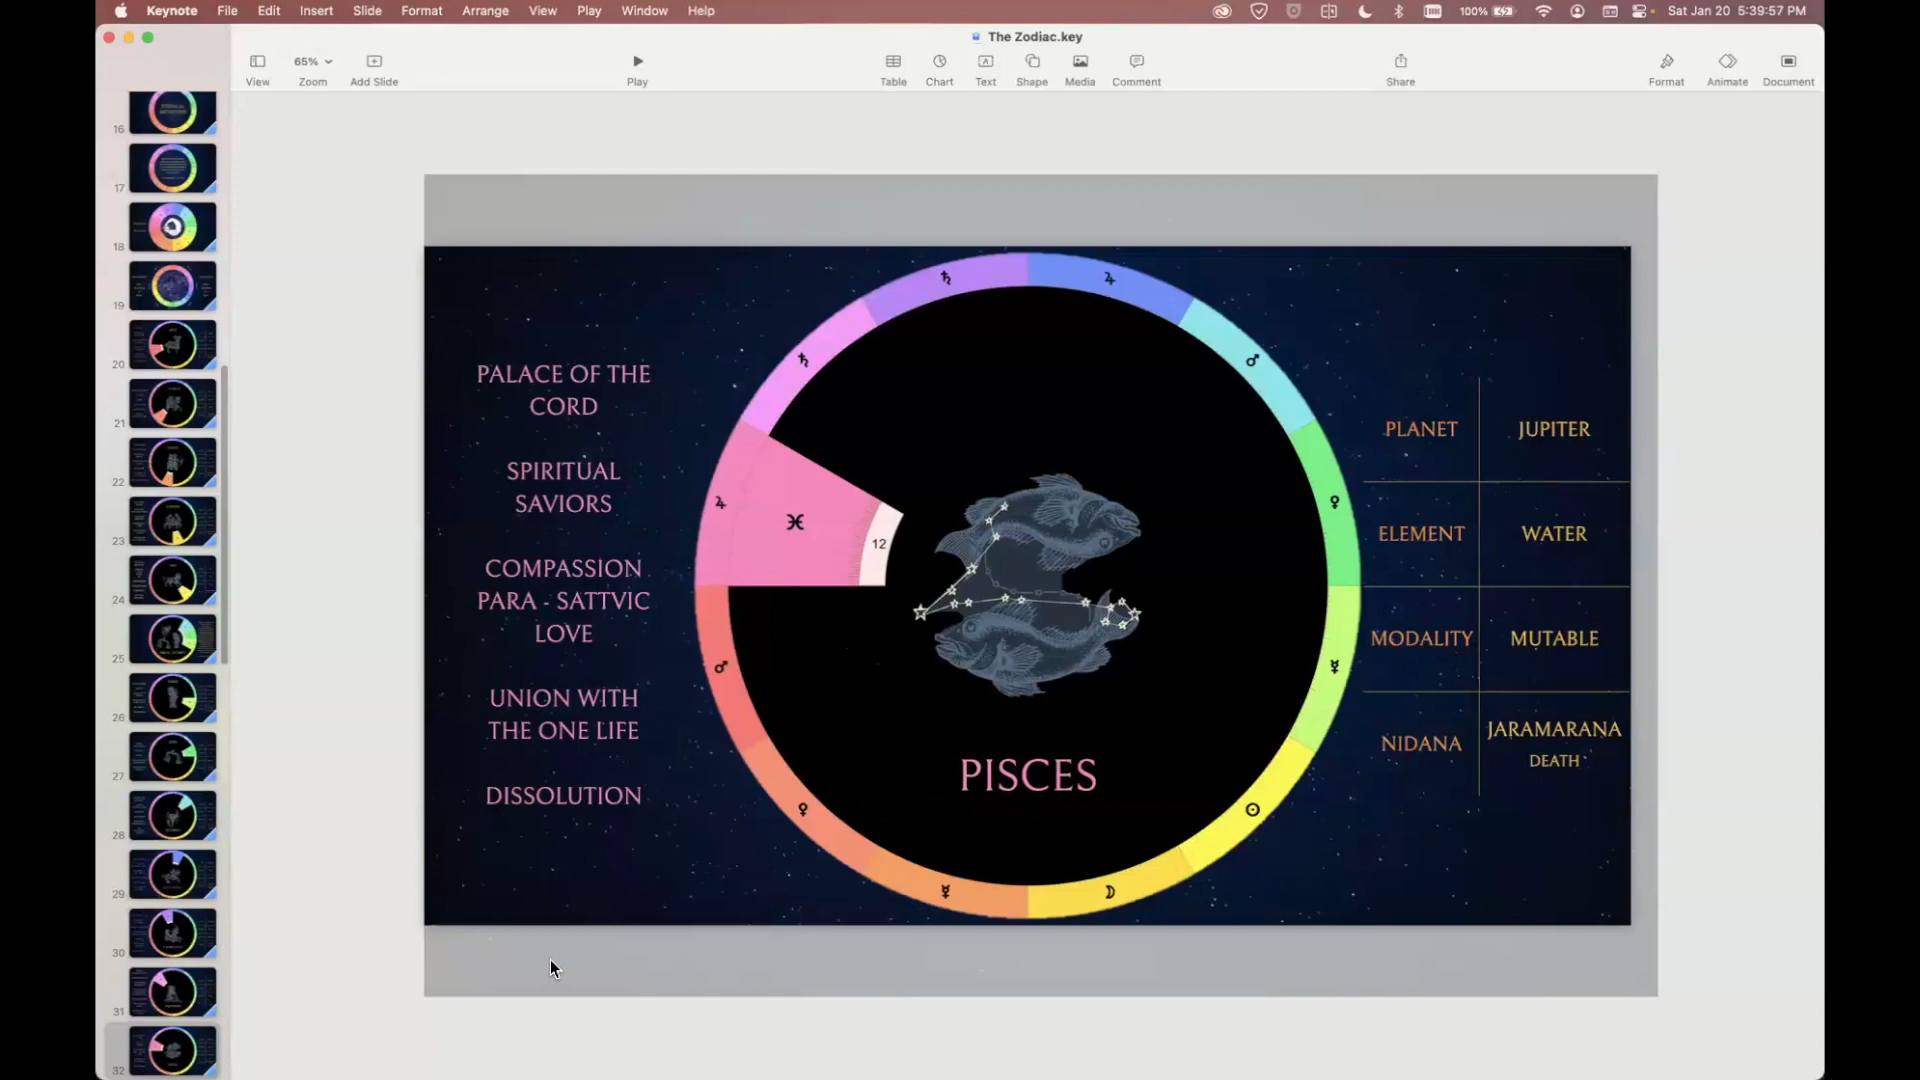 Keynote File Edit Insert Slide Format Arrange View Play Window Help
100% Sat Jan 20 5:39:57 PM
The Zodiac.key
65%
View Zoom Add Slide Play Table Chart Text Shape Media Comment Share Format Animate Document
16
17
18
19
20
21
22
23
24
25
26
27
28
29
30
31
32
PALACE OF THE
CORD
SPIRITUAL
SAVIORS
COMPASSION
PARA - SATTVIC
LOVE
UNION WITH
THE ONE LIFE
DISSOLUTION
♄ ♃
♄ ♂
♃ ♓ 12 ♀
♂ ☿
♀ ☉
☿ ☽
PISCES
PLANET JUPITER
ELEMENT WATER
MODALITY MUTABLE
NIDANA JARAMARANA
DEATH